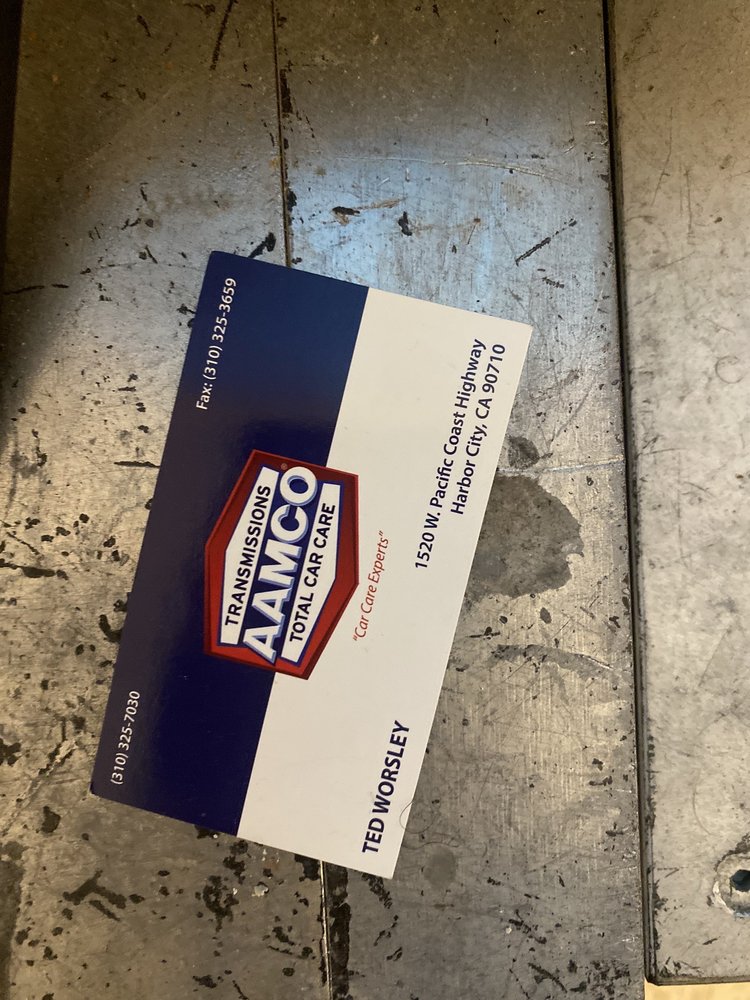 (310) 325-7030
Fax: (310) 325-3659
TRANSMISSIONS
AAMCO®
TOTAL CAR CARE
"Car Care Experts"
TED WORSLEY
1520 W. Pacific Coast Highway
Harbor City, CA 90710